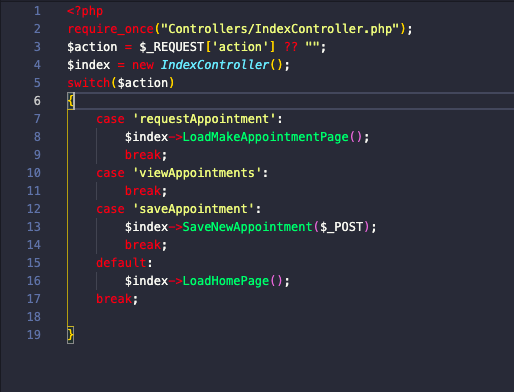 1 <?php
2 require_once("Controllers/IndexController.php");
3 $action = $_REQUEST['action'] ?? "";
4 $index = new IndexController();
5 switch($action)
6 {
7     case 'requestAppointment':
8         $index->LoadMakeAppointmentPage();
9         break;
10     case 'viewAppointments':
11         break;
12     case 'saveAppointment':
13         $index->SaveNewAppointment($_POST);
14         break;
15     default:
16         $index->LoadHomePage();
17     break;
18
19 }